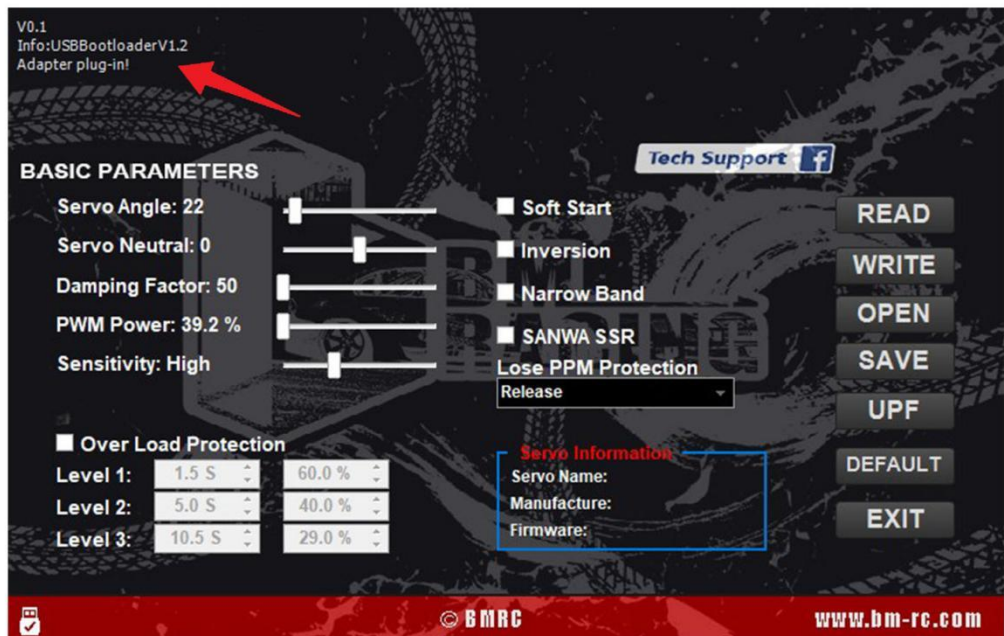 V0.1
Info:USBBootloaderV1.2
Adapter plug-in!
Tech Support f
BASIC PARAMETERS
Servo Angle: 22
Servo Neutral: 0
Damping Factor: 50
PWM Power: 39.2 %
Sensitivity: High
Soft Start
Inversion
Narrow Band
SANWA SSR
Lose PPM Protection
Release
READ
WRITE
OPEN
SAVE
UPF
DEFAULT
EXIT
Over Load Protection
Level 1: 1.5 S 60.0 %
Level 2: 5.0 S 40.0 %
Level 3: 10.5 S 29.0 %
Servo Information
Servo Name:
Manufacture:
Firmware:
RACING
© BMRC
www.bm-rc.com